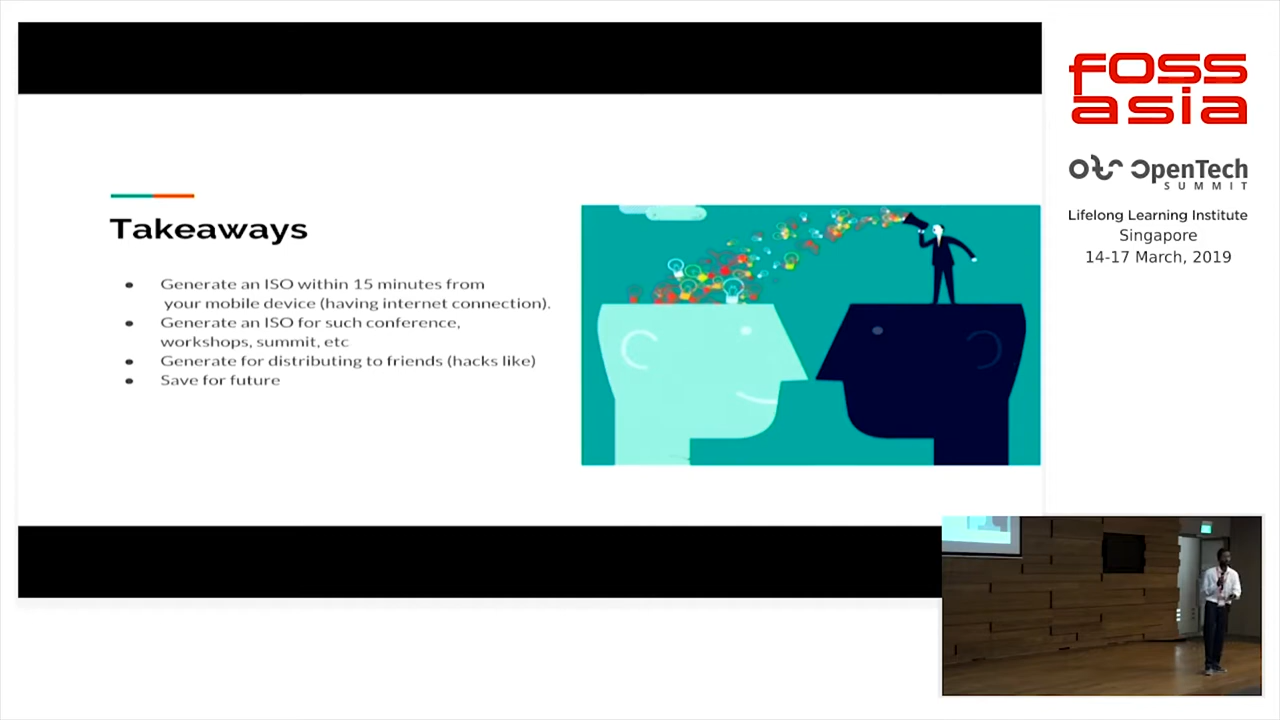 Takeaways
● Generate an ISO within 15 minutes from
your mobile device (having internet connection).
● Generate an ISO for such conference,
workshops, summit, etc
● Generate for distributing to friends (hacks like)
● Save for future
fossasia
OpenTech
SUMMIT
Lifelong Learning Institute
Singapore
14-17 March, 2019